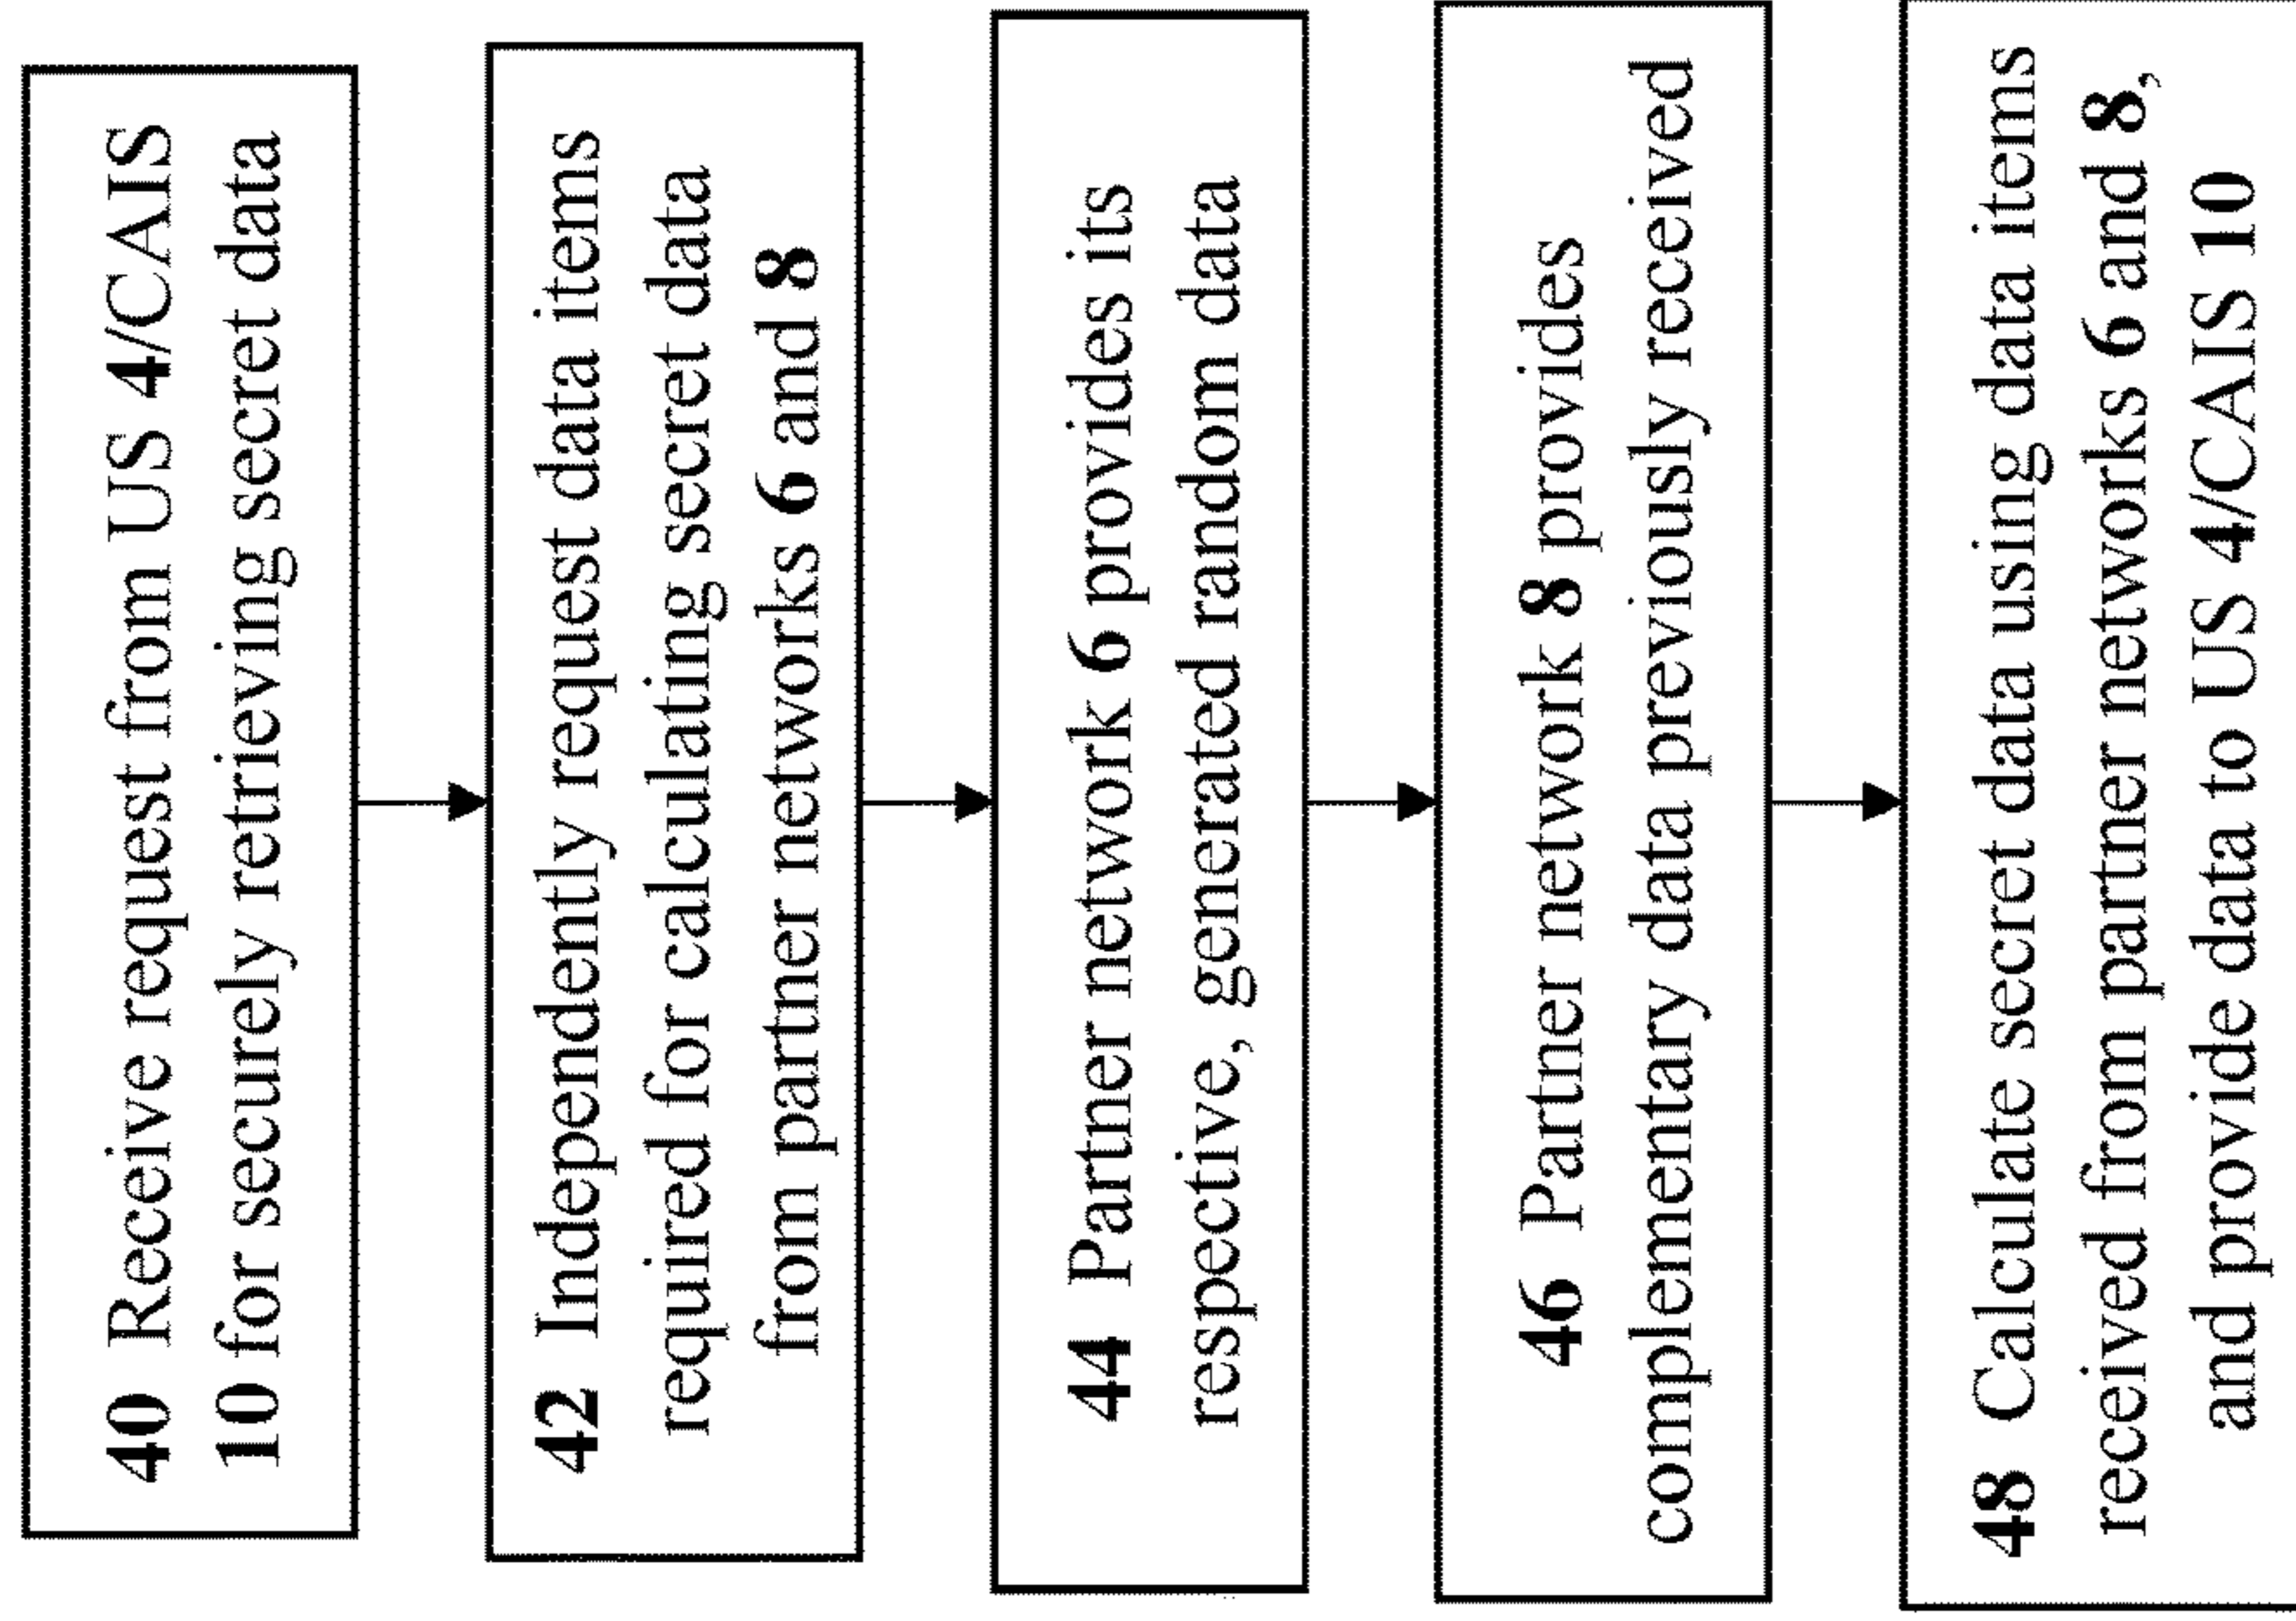 40 Receive request from US 4/CAIS
10 for securely retrieving secret data
42 Independently request data items
required for calculating secret data
from partner networks 6 and 8
44 Partner network 6 provides its
respective, generated random data
46 Partner network 8 provides
complementary data previously received
48 Calculate secret data using data items
received from partner networks 6 and 8,
and provide data to US 4/CAIS 10